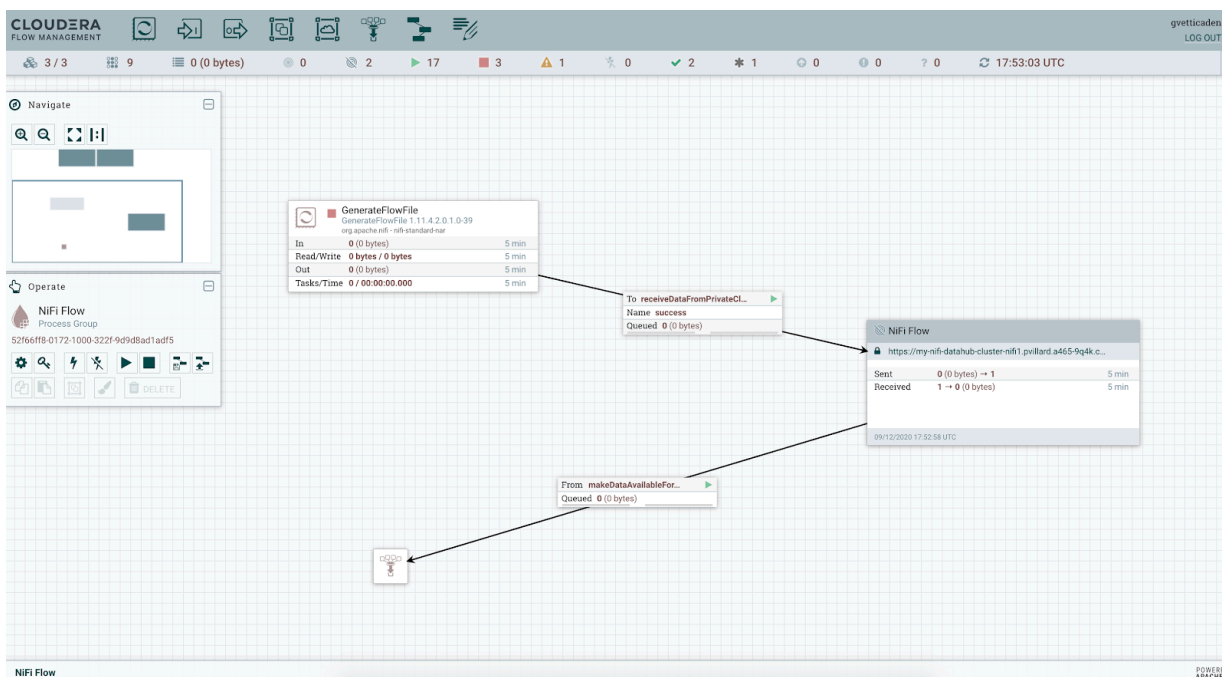 CLOUDERA
FLOW MANAGEMENT
gvetticaden
LOG OUT
3 / 3 9 0 (0 bytes) 0 2 17 3 1 0 2 1 0 0 ? 0 17:53:03 UTC
Navigate
GenerateFlowFile
GenerateFlowFile 1.11.4.2.0.1.0-39
org.apache.nifi - nifi-standard-nar
In 0 (0 bytes) 5 min
Read/Write 0 bytes / 0 bytes 5 min
Out 0 (0 bytes) 5 min
Tasks/Time 0 / 00:00:00.000 5 min
Operate
NiFi Flow
Process Group
52f66ff8-0172-1000-322f-9d9d8ad1adf5
DELETE
To receiveDataFromPrivateCl...
Name success
Queued 0 (0 bytes)
NiFi Flow
https://my-nifi-datahub-cluster-nifi1.pvillard.a465-9q4k.c...
Sent 0 (0 bytes) → 1 5 min
Received 1 → 0 (0 bytes) 5 min
09/12/2020 17:52:58 UTC
From makeDataAvailableFor...
Queued 0 (0 bytes)
NiFi Flow
POWERE
APACHE